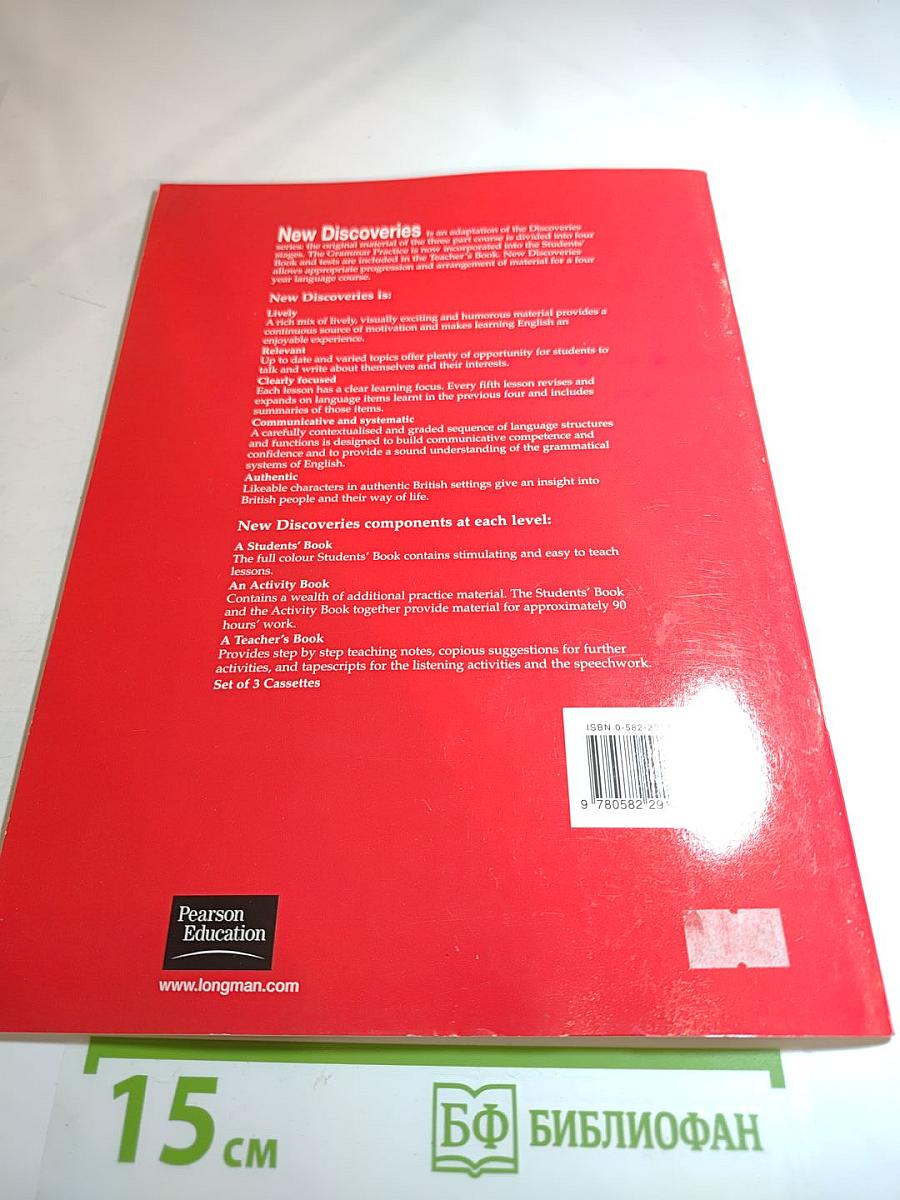 New Discoveries is an adaptation of the Discoveries
series: the original material of the three part course is divided into four
stages. The Grammar Practice is now incorporated into the Students'
Book and tests are included in the Teacher's Book. New Discoveries
allows appropriate progression and arrangement of material for a four
year language course.
New Discoveries is:
Lively
A rich mix of lively, visually exciting and humorous material provides a
continuous source of motivation and makes learning English an
enjoyable experience.
Relevant
Up to date and varied topics offer plenty of opportunity for students to
talk and write about themselves and their interests.
Clearly focused
Each lesson has a clear learning focus. Every fifth lesson revises and
expands on language items learnt in the previous four and includes
summaries of those items.
Communicative and systematic
A carefully contextualised and graded sequence of language structures
and functions is designed to build communicative competence and
confidence and to provide a sound understanding of the grammatical
systems of English.
Authentic
Likeable characters in authentic British settings give an insight into
British people and their way of life.
New Discoveries components at each level:
A Students' Book
The full colour Students' Book contains stimulating and easy to teach
lessons.
An Activity Book
Contains a wealth of additional practice material. The Students' Book
and the Activity Book together provide material for approximately 90
hours' work.
A Teacher's Book
Provides step by step teaching notes, copious suggestions for further
activities, and tapescripts for the listening activities and the speechwork.
Set of 3 Cassettes
ISBN 0-582-2
9 780582 29
Pearson
Education
www.longman.com
15 см
БФ БИБЛИОФАН